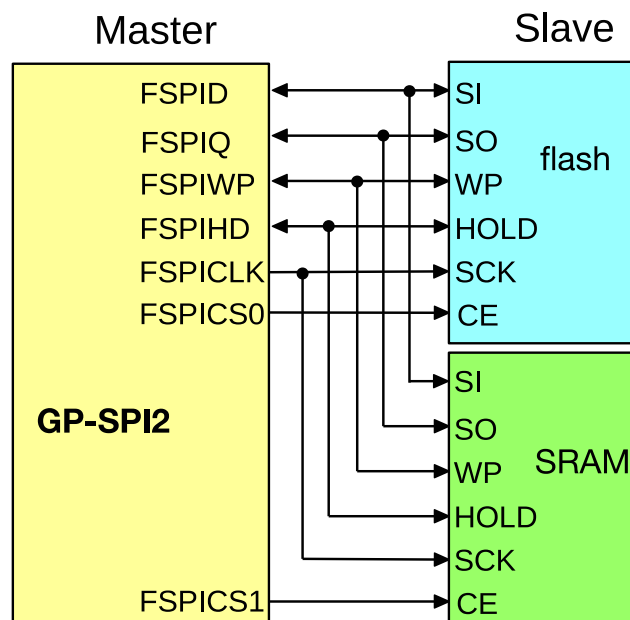 Master
Slave
FSPID
FSPIQ
FSPIWP
FSPIHD
FSPICLK
FSPICS0
GP-SPI2
FSPICS1
SI
SO
flash
WP
HOLD
SCK
CE
SI
SO
SRAM
WP
HOLD
SCK
CE